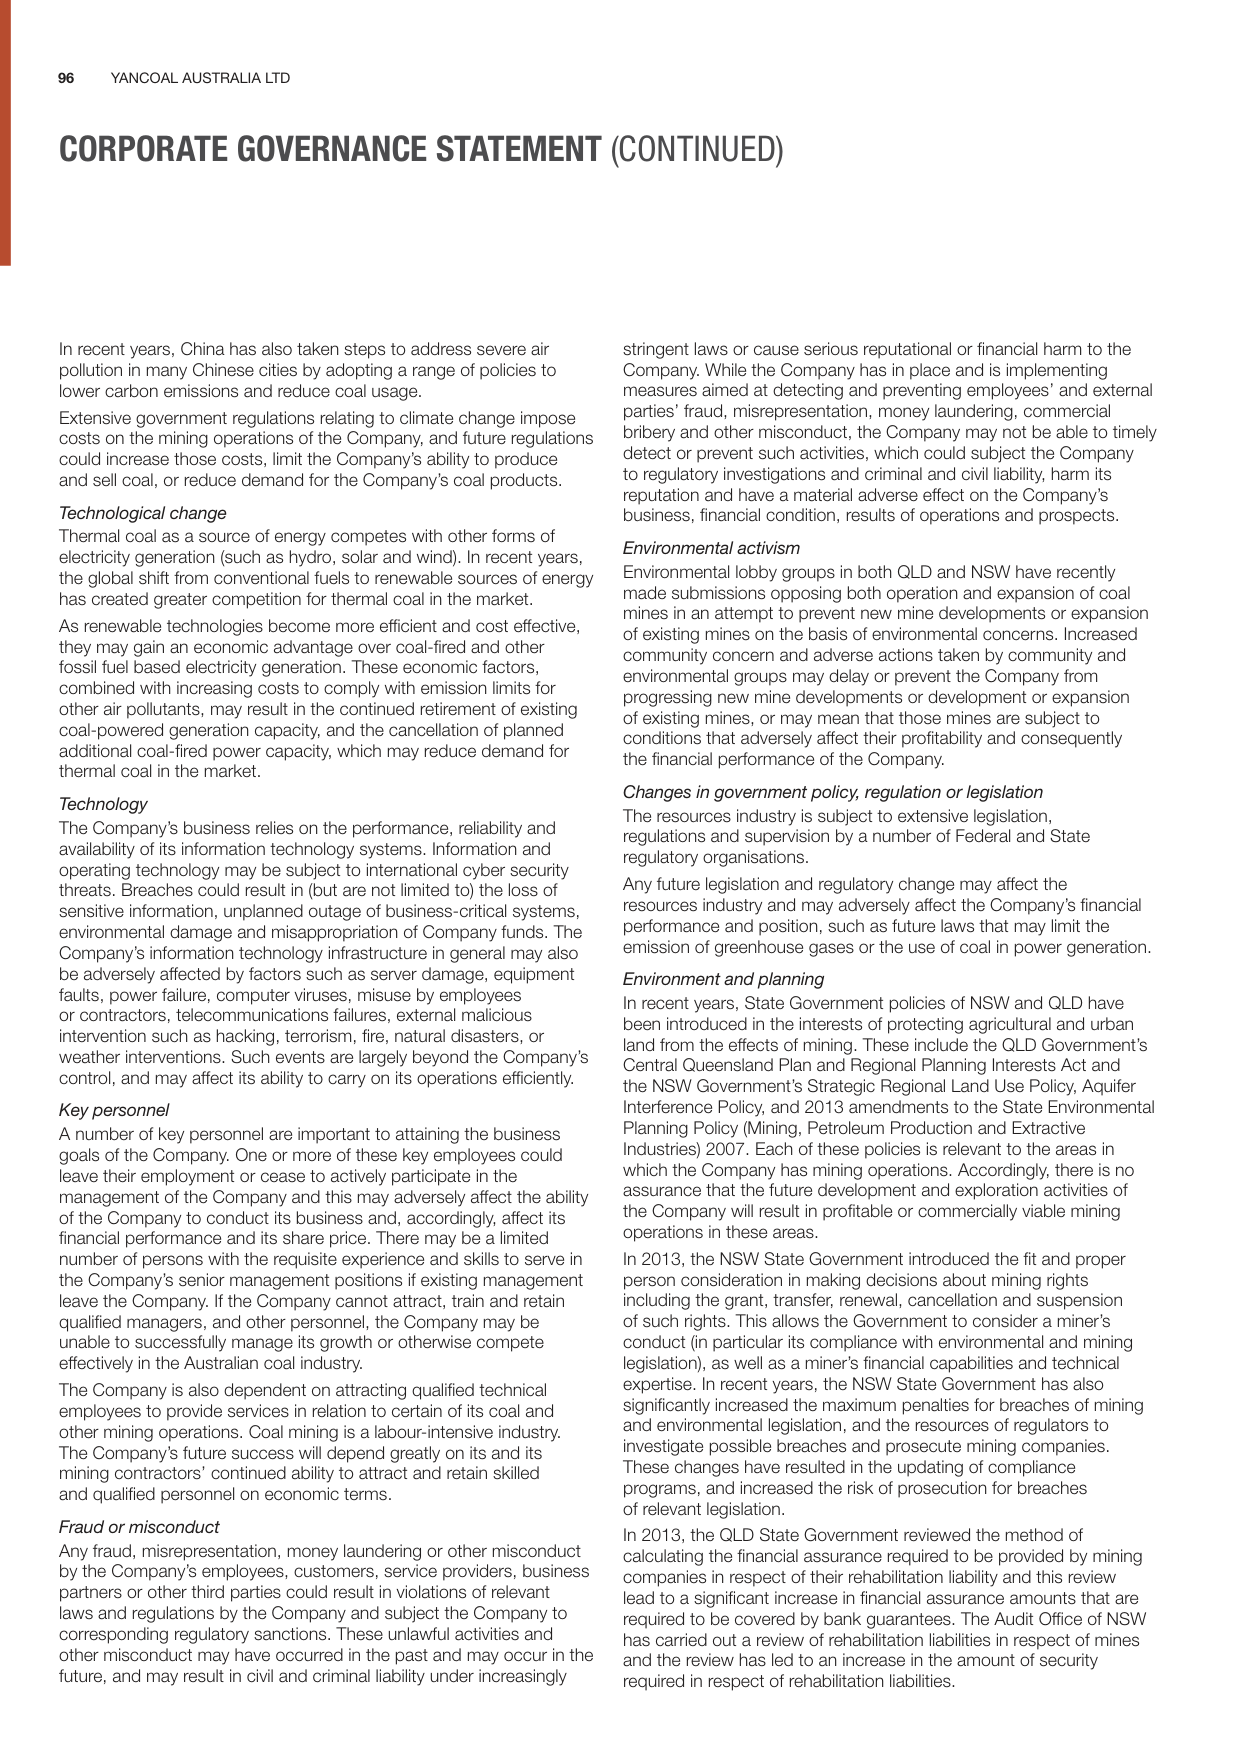 96 YANCOAL AUSTRALIA LTD
CORPORATE GOVERNANCE STATEMENT (CONTINUED)
In recent years, China has also taken steps to address severe air
pollution in many Chinese cities by adopting a range of policies to
lower carbon emissions and reduce coal usage.
Extensive government regulations relating to climate change impose
costs on the mining operations of the Company, and future regulations
could increase those costs, limit the Company’s ability to produce
and sell coal, or reduce demand for the Company’s coal products.
Technological change
Thermal coal as a source of energy competes with other forms of
electricity generation (such as hydro, solar and wind). In recent years,
the global shift from conventional fuels to renewable sources of energy
has created greater competition for thermal coal in the market.
As renewable technologies become more efficient and cost effective,
they may gain an economic advantage over coal-fired and other
fossil fuel based electricity generation. These economic factors,
combined with increasing costs to comply with emission limits for
other air pollutants, may result in the continued retirement of existing
coal-powered generation capacity, and the cancellation of planned
additional coal-fired power capacity, which may reduce demand for
thermal coal in the market.
Technology
The Company’s business relies on the performance, reliability and
availability of its information technology systems. Information and
operating technology may be subject to international cyber security
threats. Breaches could result in (but are not limited to) the loss of
sensitive information, unplanned outage of business-critical systems,
environmental damage and misappropriation of Company funds. The
Company’s information technology infrastructure in general may also
be adversely affected by factors such as server damage, equipment
faults, power failure, computer viruses, misuse by employees
or contractors, telecommunications failures, external malicious
intervention such as hacking, terrorism, fire, natural disasters, or
weather interventions. Such events are largely beyond the Company’s
control, and may affect its ability to carry on its operations efficiently.
Key personnel
A number of key personnel are important to attaining the business
goals of the Company. One or more of these key employees could
leave their employment or cease to actively participate in the
management of the Company and this may adversely affect the ability
of the Company to conduct its business and, accordingly, affect its
financial performance and its share price. There may be a limited
number of persons with the requisite experience and skills to serve in
the Company’s senior management positions if existing management
leave the Company. If the Company cannot attract, train and retain
qualified managers, and other personnel, the Company may be
unable to successfully manage its growth or otherwise compete
effectively in the Australian coal industry.
The Company is also dependent on attracting qualified technical
employees to provide services in relation to certain of its coal and
other mining operations. Coal mining is a labour-intensive industry.
The Company’s future success will depend greatly on its and its
mining contractors’ continued ability to attract and retain skilled
and qualified personnel on economic terms.
Fraud or misconduct
Any fraud, misrepresentation, money laundering or other misconduct
by the Company’s employees, customers, service providers, business
partners or other third parties could result in violations of relevant
laws and regulations by the Company and subject the Company to
corresponding regulatory sanctions. These unlawful activities and
other misconduct may have occurred in the past and may occur in the
future, and may result in civil and criminal liability under increasingly
stringent laws or cause serious reputational or financial harm to the
Company. While the Company has in place and is implementing
measures aimed at detecting and preventing employees’ and external
parties’ fraud, misrepresentation, money laundering, commercial
bribery and other misconduct, the Company may not be able to timely
detect or prevent such activities, which could subject the Company
to regulatory investigations and criminal and civil liability, harm its
reputation and have a material adverse effect on the Company’s
business, financial condition, results of operations and prospects.
Environmental activism
Environmental lobby groups in both QLD and NSW have recently
made submissions opposing both operation and expansion of coal
mines in an attempt to prevent new mine developments or expansion
of existing mines on the basis of environmental concerns. Increased
community concern and adverse actions taken by community and
environmental groups may delay or prevent the Company from
progressing new mine developments or development or expansion
of existing mines, or may mean that those mines are subject to
conditions that adversely affect their profitability and consequently
the financial performance of the Company.
Changes in government policy, regulation or legislation
The resources industry is subject to extensive legislation,
regulations and supervision by a number of Federal and State
regulatory organisations.
Any future legislation and regulatory change may affect the
resources industry and may adversely affect the Company’s financial
performance and position, such as future laws that may limit the
emission of greenhouse gases or the use of coal in power generation.
Environment and planning
In recent years, State Government policies of NSW and QLD have
been introduced in the interests of protecting agricultural and urban
land from the effects of mining. These include the QLD Government’s
Central Queensland Plan and Regional Planning Interests Act and
the NSW Government’s Strategic Regional Land Use Policy, Aquifer
Interference Policy, and 2013 amendments to the State Environmental
Planning Policy (Mining, Petroleum Production and Extractive
Industries) 2007. Each of these policies is relevant to the areas in
which the Company has mining operations. Accordingly, there is no
assurance that the future development and exploration activities of
the Company will result in profitable or commercially viable mining
operations in these areas.
In 2013, the NSW State Government introduced the fit and proper
person consideration in making decisions about mining rights
including the grant, transfer, renewal, cancellation and suspension
of such rights. This allows the Government to consider a miner’s
conduct (in particular its compliance with environmental and mining
legislation), as well as a miner’s financial capabilities and technical
expertise. In recent years, the NSW State Government has also
significantly increased the maximum penalties for breaches of mining
and environmental legislation, and the resources of regulators to
investigate possible breaches and prosecute mining companies.
These changes have resulted in the updating of compliance
programs, and increased the risk of prosecution for breaches
of relevant legislation.
In 2013, the QLD State Government reviewed the method of
calculating the financial assurance required to be provided by mining
companies in respect of their rehabilitation liability and this review
lead to a significant increase in financial assurance amounts that are
required to be covered by bank guarantees. The Audit Office of NSW
has carried out a review of rehabilitation liabilities in respect of mines
and the review has led to an increase in the amount of security
required in respect of rehabilitation liabilities.